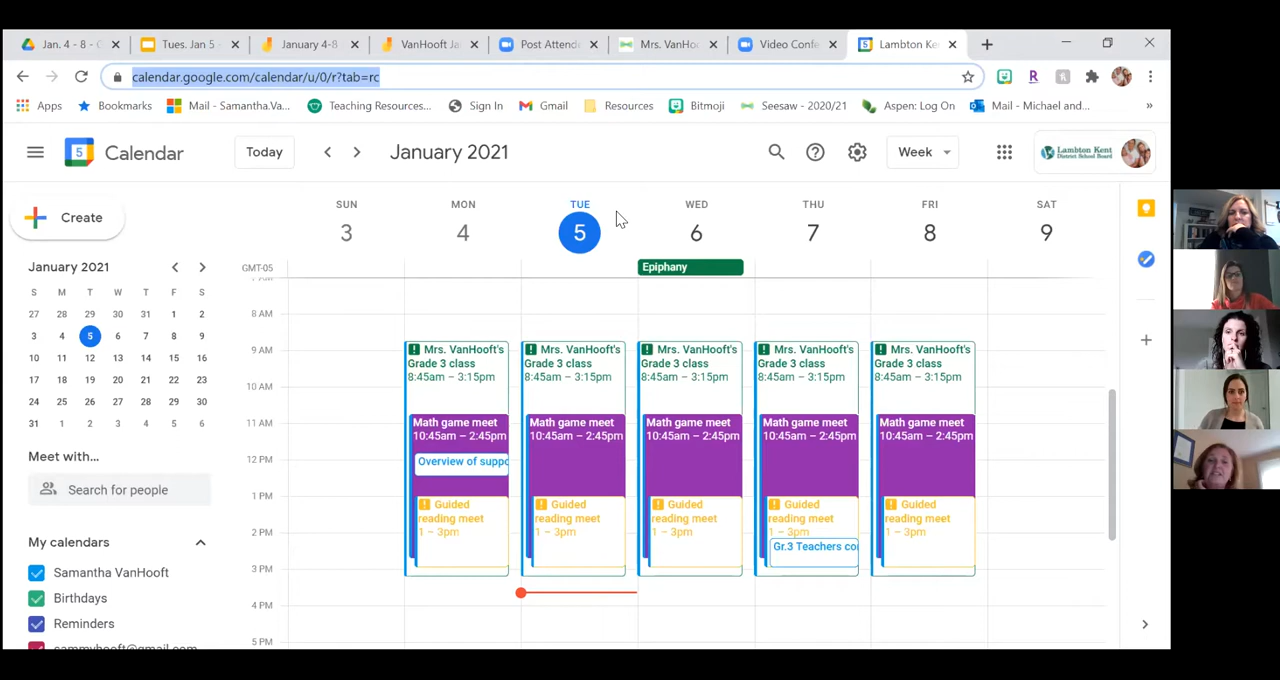 Jan. 4 - 8 -
Tues. Jan 5 -
January 4-8
VanHooft Ja
Post Attend
Mrs. VanHo
Video Confe
Lambton Ke
calendar.google.com/calendar/u/0/r?tab=rc
R
Apps
Bookmarks
Mail - Samantha.Va...
Teaching Resources...
Sign In
Gmail
Resources
Bitmoji
Seesaw - 2020/21
Aspen: Log On
Mail - Michael and...
»
5
Calendar
Today
January 2021
Week
Lambton Kent
District School Board
Create
SUN
MON
TUE
WED
THU
FRI
SAT
3
4
5
6
7
8
9
GMT-05
Epiphany
January 2021
S M T W T F S
27 28 29 30 31 1 2
3 4 5 6 7 8 9
10 11 12 13 14 15 16
17 18 19 20 21 22 23
24 25 26 27 28 29 30
31 1 2 3 4 5 6
Meet with...
Search for people
My calendars
Samantha VanHooft
Birthdays
Reminders
sammyhooft@gmail.com
8 AM
9 AM
10 AM
11 AM
12 PM
1 PM
2 PM
3 PM
4 PM
5 PM
Mrs. VanHooft's
Grade 3 class
8:45am – 3:15pm
Math game meet
10:45am – 2:45pm
Overview of suppo
Guided
reading meet
1 – 3pm
Mrs. VanHooft's
Grade 3 class
8:45am – 3:15pm
Math game meet
10:45am – 2:45pm
Guided
reading meet
1 – 3pm
Mrs. VanHooft's
Grade 3 class
8:45am – 3:15pm
Math game meet
10:45am – 2:45pm
Guided
reading meet
1 – 3pm
Mrs. VanHooft's
Grade 3 class
8:45am – 3:15pm
Math game meet
10:45am – 2:45pm
Guided
reading meet
1 – 3pm
Gr.3 Teachers co
Mrs. VanHooft's
Grade 3 class
8:45am – 3:15pm
Math game meet
10:45am – 2:45pm
Guided
reading meet
1 – 3pm